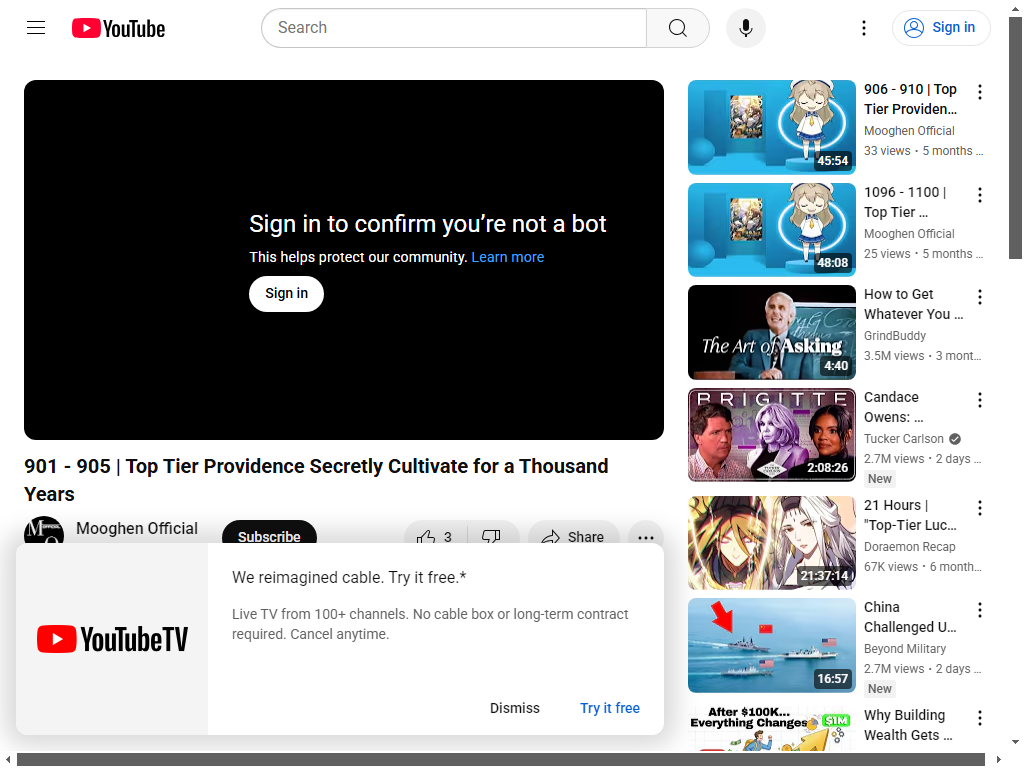 YouTube
Search
Sign in
Sign in to confirm you’re not a bot
This helps protect our community. Learn more
Sign in
901 - 905 | Top Tier Providence Secretly Cultivate for a Thousand
Years
Mooghen Official
Subscribe
3
Share
We reimagined cable. Try it free.*
Live TV from 100+ channels. No cable box or long-term contract
required. Cancel anytime.
YouTubeTV
Dismiss
Try it free
45:54
906 - 910 | Top
Tier Providen…
Mooghen Official
33 views • 5 months …
48:08
1096 - 1100 |
Top Tier …
Mooghen Official
25 views • 5 months …
The Art of Asking
4:40
How to Get
Whatever You …
GrindBuddy
3.5M views • 3 mont…
BRIGITTE
2:08:26
Candace
Owens: …
Tucker Carlson
2.7M views • 2 days …
New
21:37:14
21 Hours |
"Top-Tier Luc…
Doraemon Recap
67K views • 6 month…
16:57
China
Challenged U…
Beyond Military
2.7M views • 2 days …
New
After $100K...
Everything Changes
$1M
Why Building
Wealth Gets …